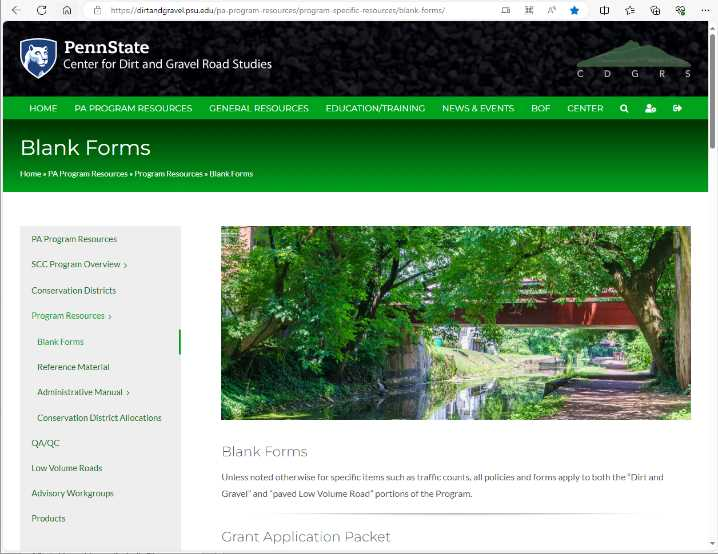 https://dirtandgravel.psu.edu/pa-program-resources/program-specific-resources/blank-forms/
PennState
Center for Dirt and Gravel Road Studies
C D G R S
HOME PA PROGRAM RESOURCES GENERAL RESOURCES EDUCATION/TRAINING NEWS & EVENTS BOF CENTER
Blank Forms
Home » PA Program Resources » Program Resources » Blank Forms
PA Program Resources
SCC Program Overview >
Conservation Districts
Program Resources >
Blank Forms
Reference Material
Administrative Manual >
Conservation District Allocations
QA/QC
Low Volume Roads
Advisory Workgroups
Products
Blank Forms
Unless noted otherwise for specific items such as traffic counts, all policies and forms apply to both the “Dirt and
Gravel” and “paved Low Volume Road” portions of the Program.
Grant Application Packet